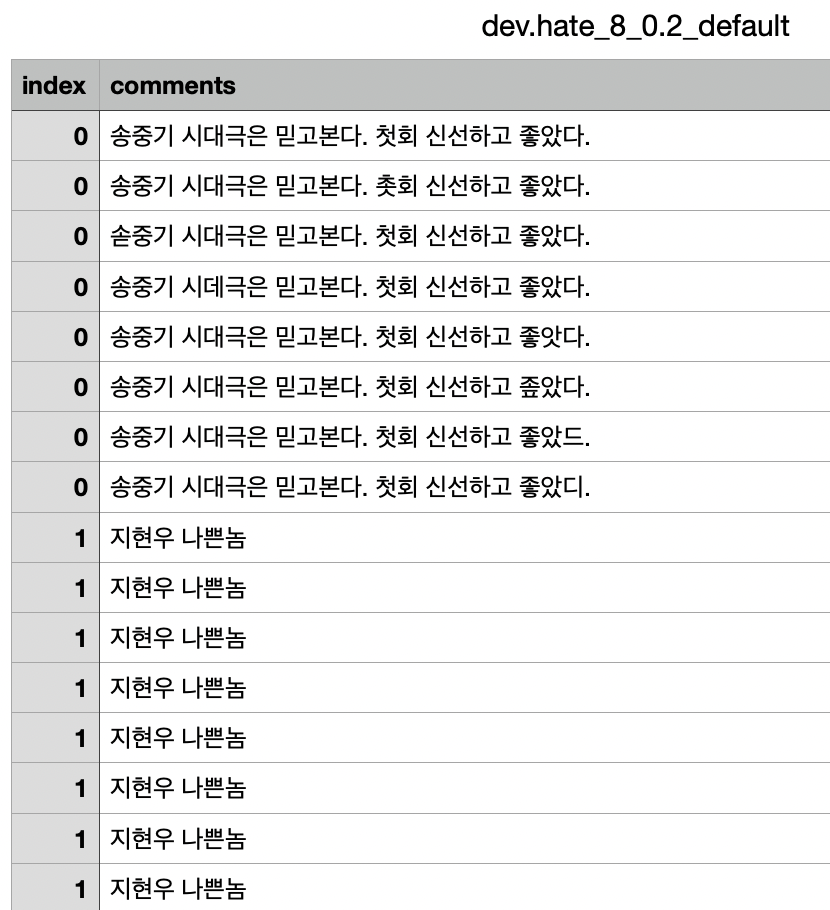 dev.hate_8_0.2_default
index comments
0 송중기 시대극은 믿고본다. 첫회 신선하고 좋았다.
0 송중기 시대극은 믿고본다. 촛회 신선하고 좋았다.
0 솓중기 시대극은 믿고본다. 첫회 신선하고 좋았다.
0 송중기 시데극은 믿고본다. 첫회 신선하고 좋았다.
0 송중기 시대극은 믿고본다. 첫회 신선하고 좋앗다.
0 송중기 시대극은 믿고본다. 첫회 신선하고 좊았다.
0 송중기 시대극은 믿고본다. 첫회 신선하고 좋았드.
0 송중기 시대극은 믿고본다. 첫회 신선하고 좋았디.
1 지현우 나쁜놈
1 지현우 나쁜놈
1 지현우 나쁜놈
1 지현우 나쁜놈
1 지현우 나쁜놈
1 지현우 나쁜놈
1 지현우 나쁜놈
1 지현우 나쁜놈